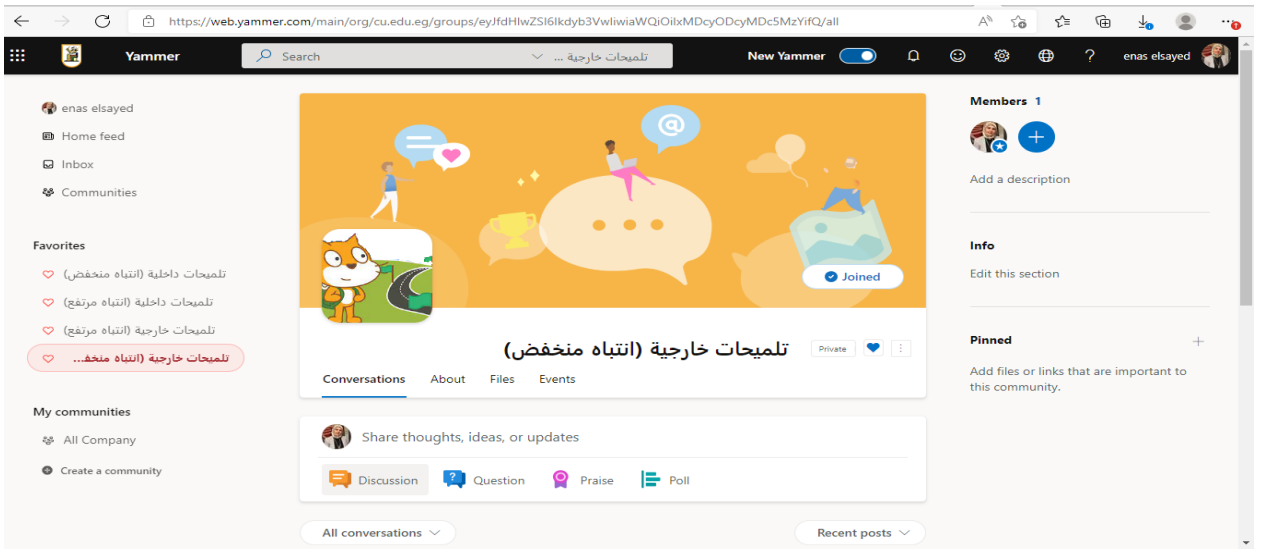 https://web.yammer.com/main/org/cu.edu.eg/groups/eyJfdHlwZSI6Ikdyb3VwIiwiaWQiOiIxMDcyODcyMDc5MzYifQ/all
Yammer
Search
تلميحات خارجية ...
New Yammer
?
enas elsayed
enas elsayed
Home feed
Inbox
Communities
Favorites
تلميحات داخلية (انتباه منخفض)
تلميحات داخلية (انتباه مرتفع)
تلميحات خارجية (انتباه مرتفع)
تلميحات خارجية (انتباه منخفـ...
My communities
All Company
Create a community
@
Joined
تلميحات خارجية (انتباه منخفض)
Private
Conversations About Files Events
Share thoughts, ideas, or updates
Discussion Question Praise Poll
All conversations
Recent posts
Members 1
Add a description
Info
Edit this section
Pinned
Add files or links that are important to
this community.